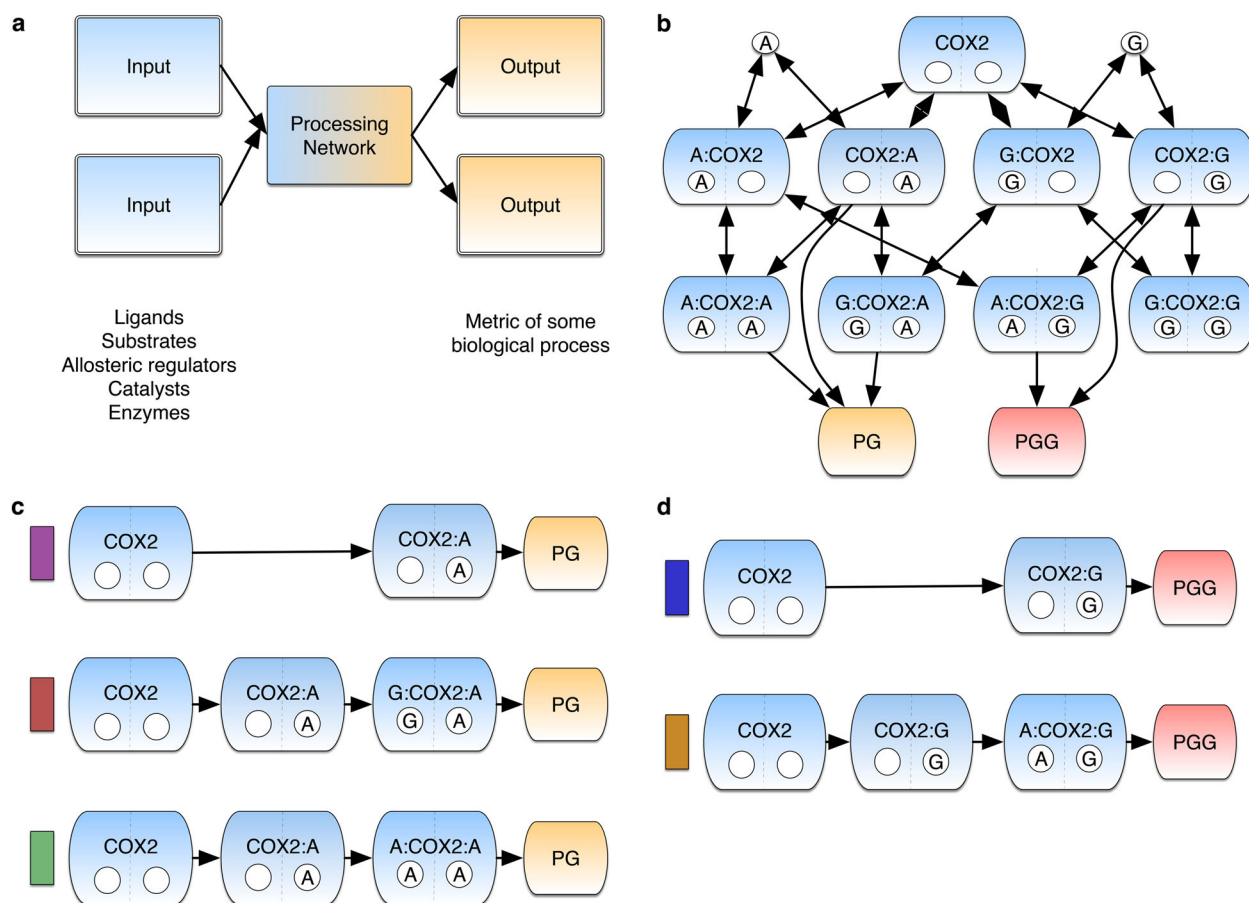 a
Input
Output
Processing
Network
Input
Output
Ligands
Substrates
Allosteric regulators
Catalysts
Enzymes
Metric of some
biological process
b
A
COX2
G
A:COX2
A
COX2:A
A
G:COX2
G
COX2:G
G
A:COX2:A
A A
G:COX2:A
G A
A:COX2:G
A G
G:COX2:G
G G
PG
PGG
c
COX2
COX2:A
A
PG
COX2
COX2:A
A
G:COX2:A
G A
PG
COX2
COX2:A
A
A:COX2:A
A A
PG
d
COX2
COX2:G
G
PGG
COX2
COX2:G
G
A:COX2:G
A G
PGG